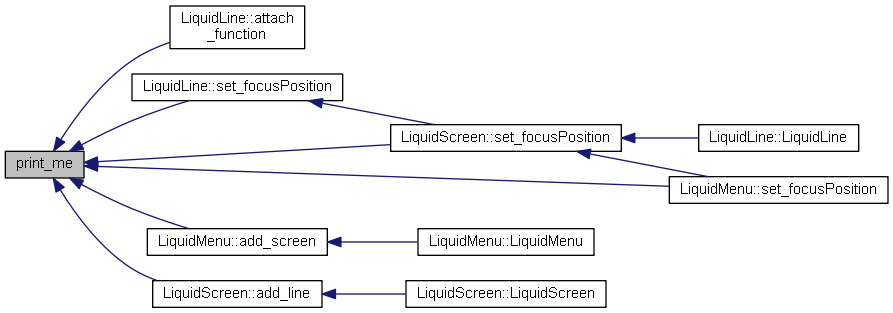 LiquidLine::attach
_function
LiquidLine::set_focusPosition
LiquidScreen::set_focusPosition
LiquidLine::LiquidLine
print_me
LiquidMenu::set_focusPosition
LiquidMenu::add_screen
LiquidMenu::LiquidMenu
LiquidScreen::add_line
LiquidScreen::LiquidScreen